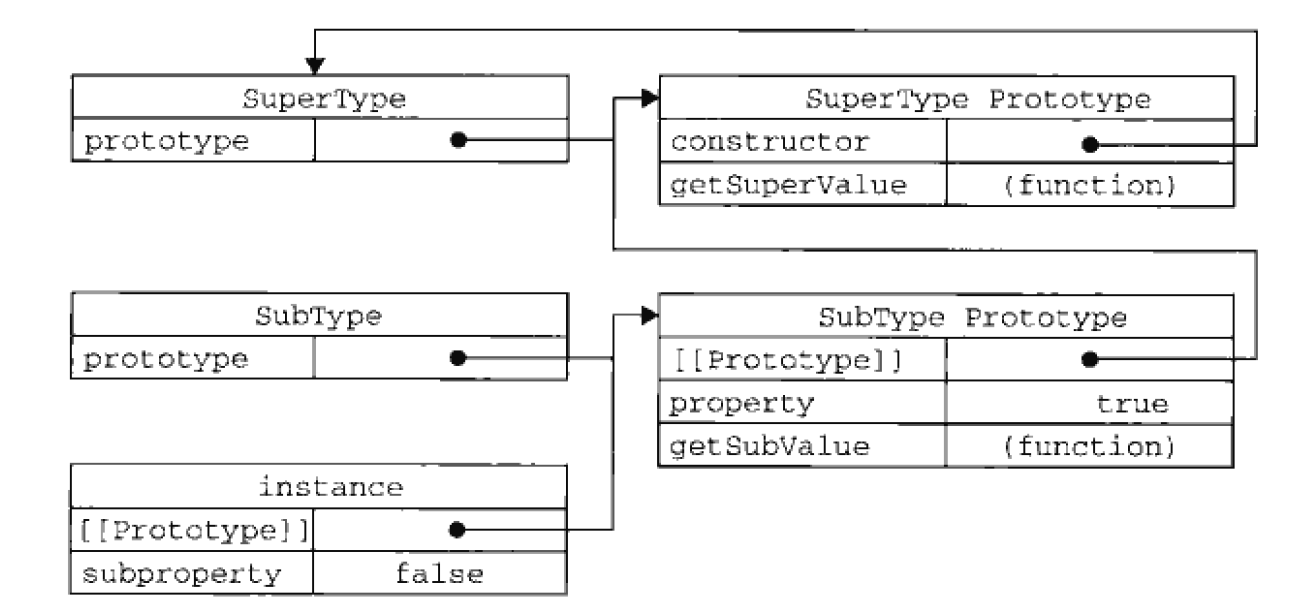 SuperType
prototype
SuperType Prototype
constructor
getSuperValue (function)
SubType
prototype
SubType Prototype
[[Prototype]]
property true
getSubValue (function)
instance
[[Prototype]]
subproperty false